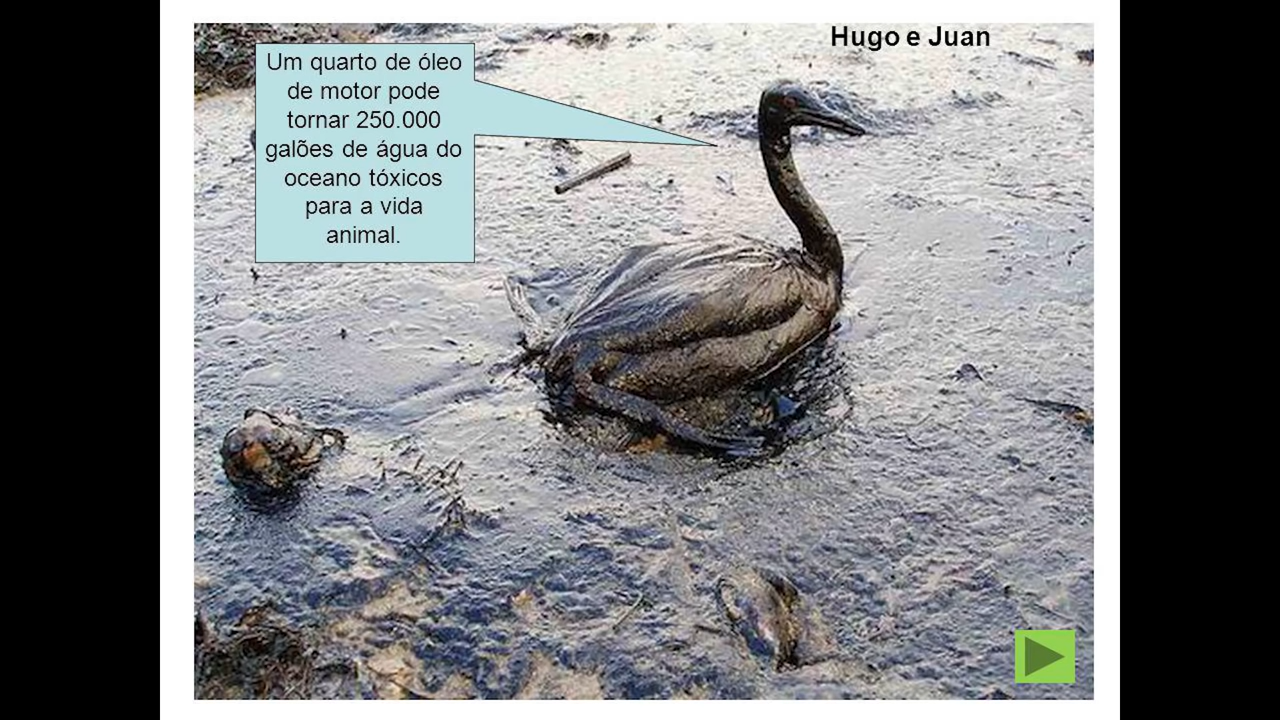 Hugo e Juan
Um quarto de óleo
de motor pode
tornar 250.000
galões de água do
oceano tóxicos
para a vida
animal.